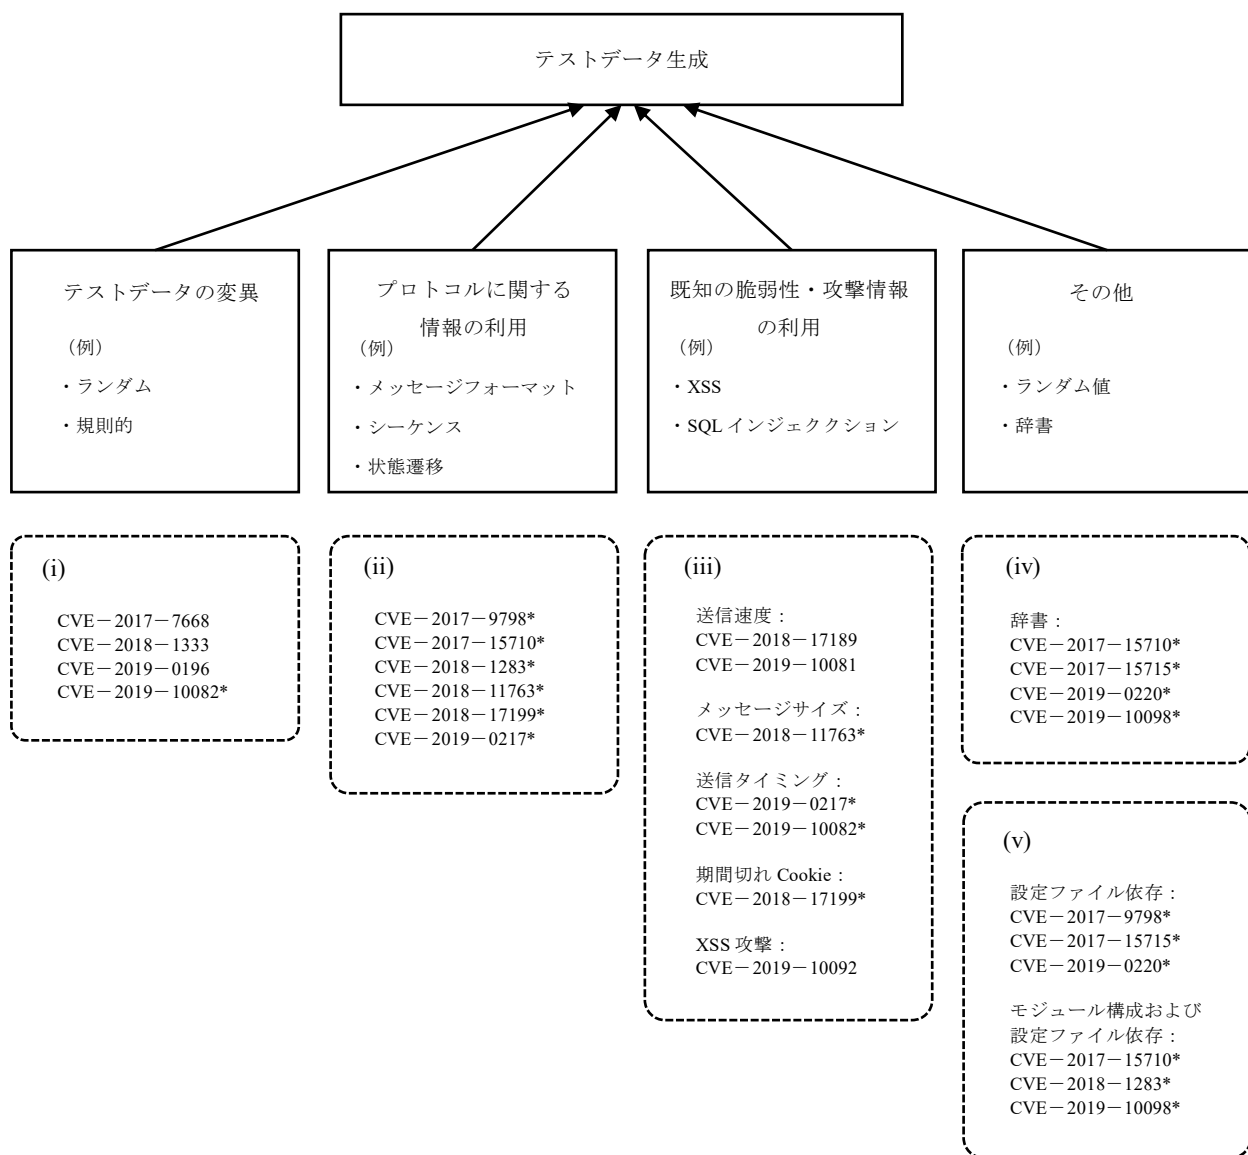 テストデータ生成
テストデータの変異
（例）
・ランダム
・規則的
プロトコルに関する
情報の利用
（例）
・メッセージフォーマット
・シーケンス
・状態遷移
既知の脆弱性・攻撃情報
の利用
（例）
・XSS
・SQL インジェククション
その他
（例）
・ランダム値
・辞書
(i)
CVE－2017－7668
CVE－2018－1333
CVE－2019－0196
CVE－2019－10082*
(ii)
CVE－2017－9798*
CVE－2017－15710*
CVE－2018－1283*
CVE－2018－11763*
CVE－2018－17199*
CVE－2019－0217*
(iii)
送信速度：
CVE－2018－17189
CVE－2019－10081
メッセージサイズ：
CVE－2018－11763*
送信タイミング：
CVE－2019－0217*
CVE－2019－10082*
期間切れ Cookie：
CVE－2018－17199*
XSS 攻撃：
CVE－2019－10092
(iv)
辞書：
CVE－2017－15710*
CVE－2017－15715*
CVE－2019－0220*
CVE－2019－10098*
(v)
設定ファイル依存：
CVE－2017－9798*
CVE－2017－15715*
CVE－2019－0220*
モジュール構成および
設定ファイル依存：
CVE－2017－15710*
CVE－2018－1283*
CVE－2019－10098*